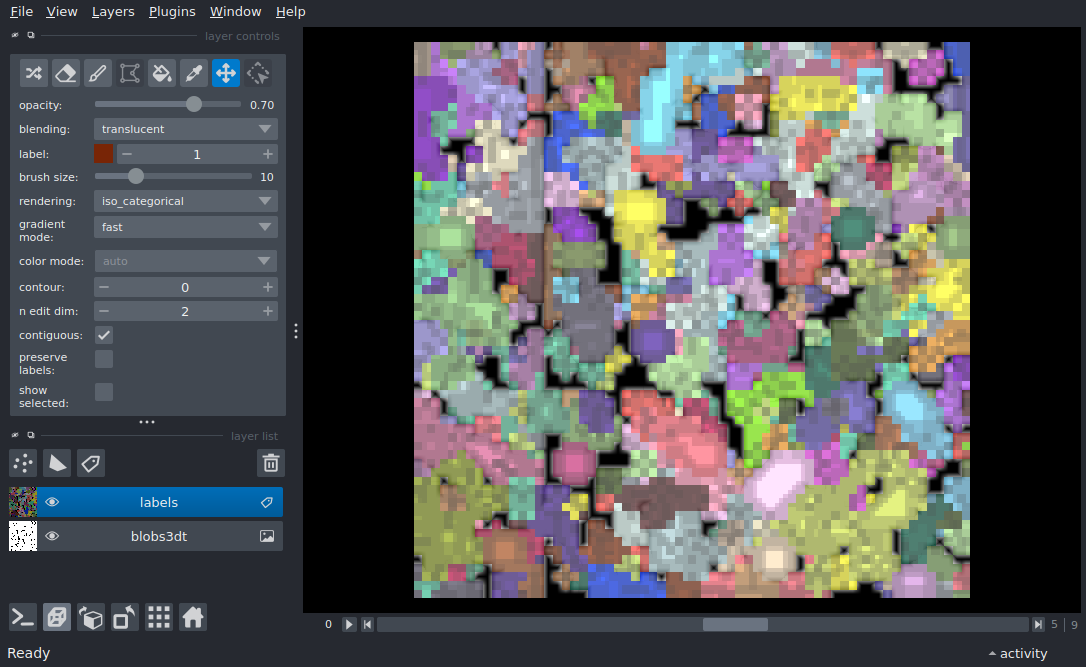 File View Layers Plugins Window Help
layer controls
opacity: 0.70
blending: translucent
label: 1
brush size: 10
rendering: iso_categorical
gradient
mode: fast
color mode: auto
contour: 0
n edit dim: 2
contiguous:
preserve
labels:
show
selected:
layer list
labels
blobs3dt
0 5 | 9
Ready
activity